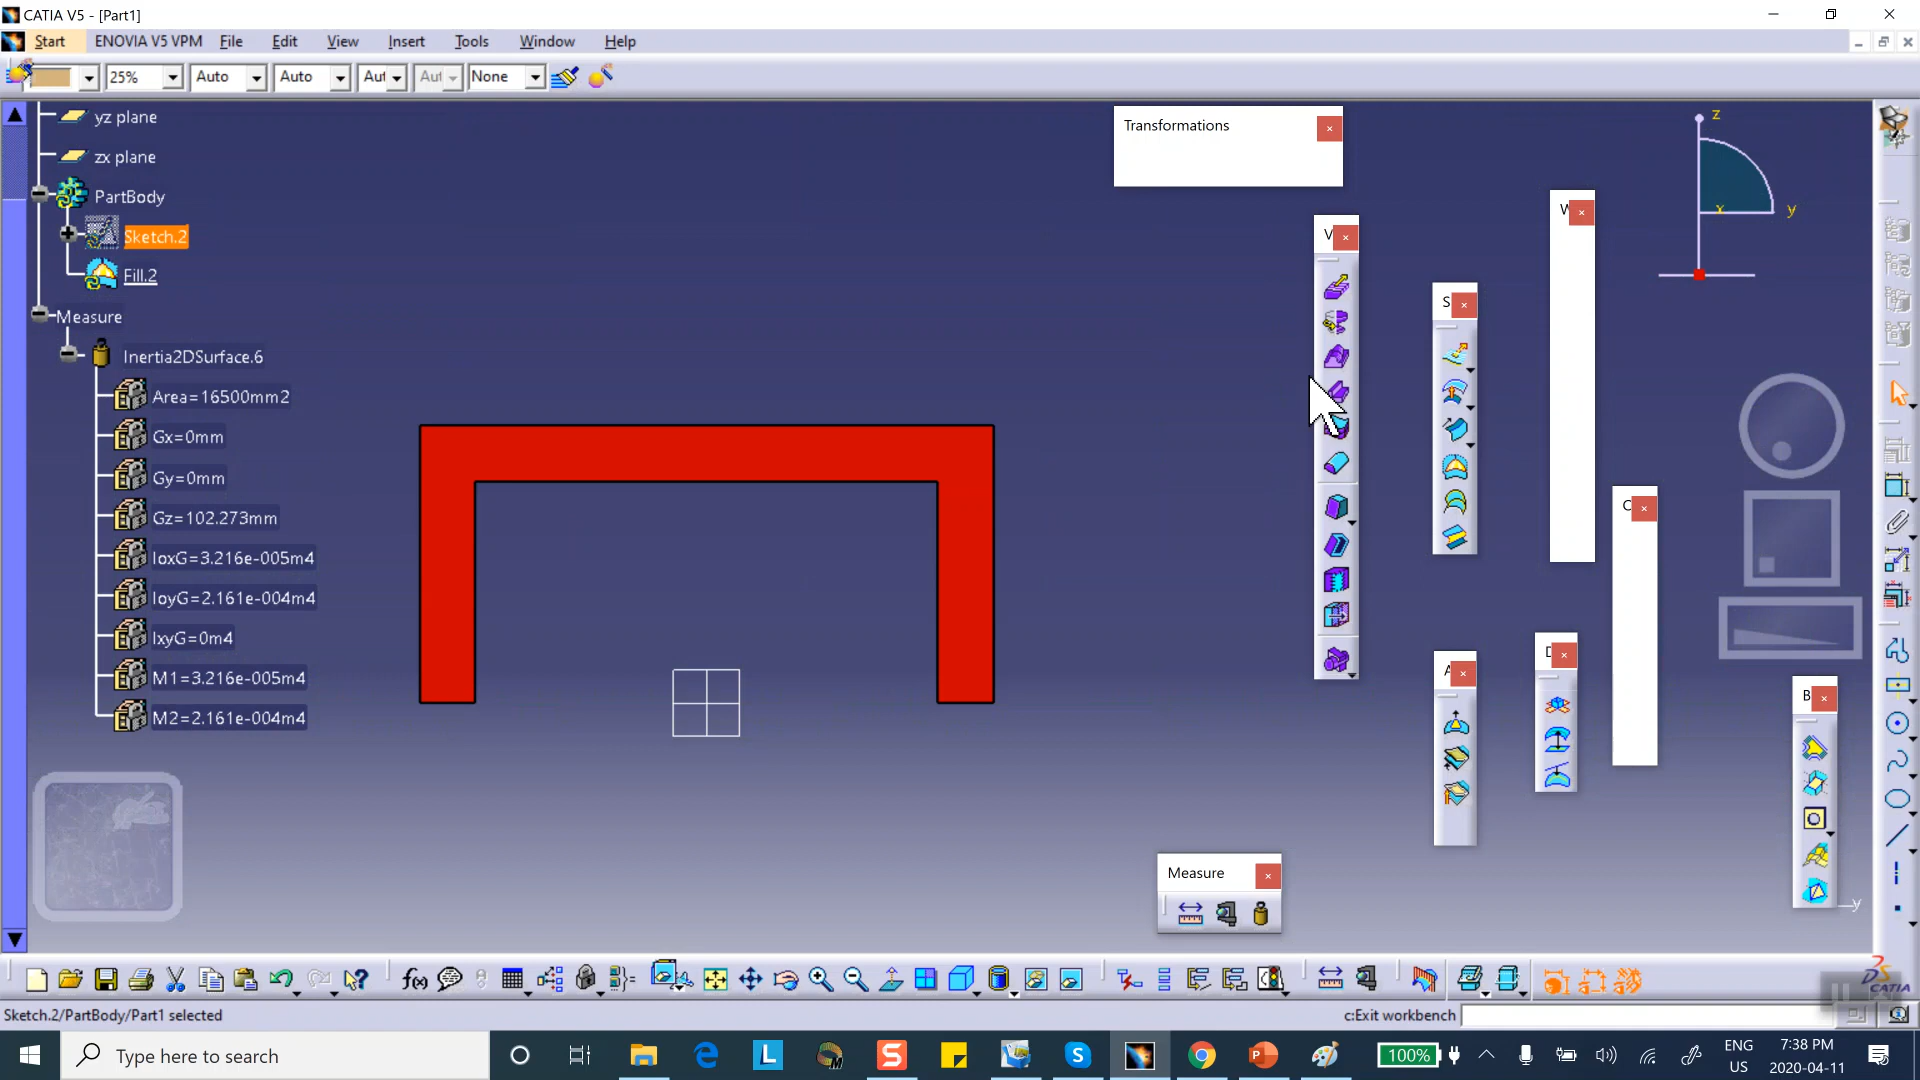 CATIA V5 - [Part1]
Start ENOVIA V5 VPM File Edit View Insert Tools Window Help
25% Auto Auto Aut Aut None
yz plane
zx plane
PartBody
Sketch.2
Fill.2
Measure
Inertia2DSurface.6
Area=16500mm2
Gx=0mm
Gy=0mm
Gz=102.273mm
IoxG=3.216e-005m4
IoyG=2.161e-004m4
IxyG=0m4
M1=3.216e-005m4
M2=2.161e-004m4
Transformations
V
S
W
C
A
D
B
Measure
z
x
y
y
f(x)
CATIA
Sketch.2/PartBody/Part1 selected
c:Exit workbench
Type here to search
100%
ENG
US
7:38 PM
2020-04-11